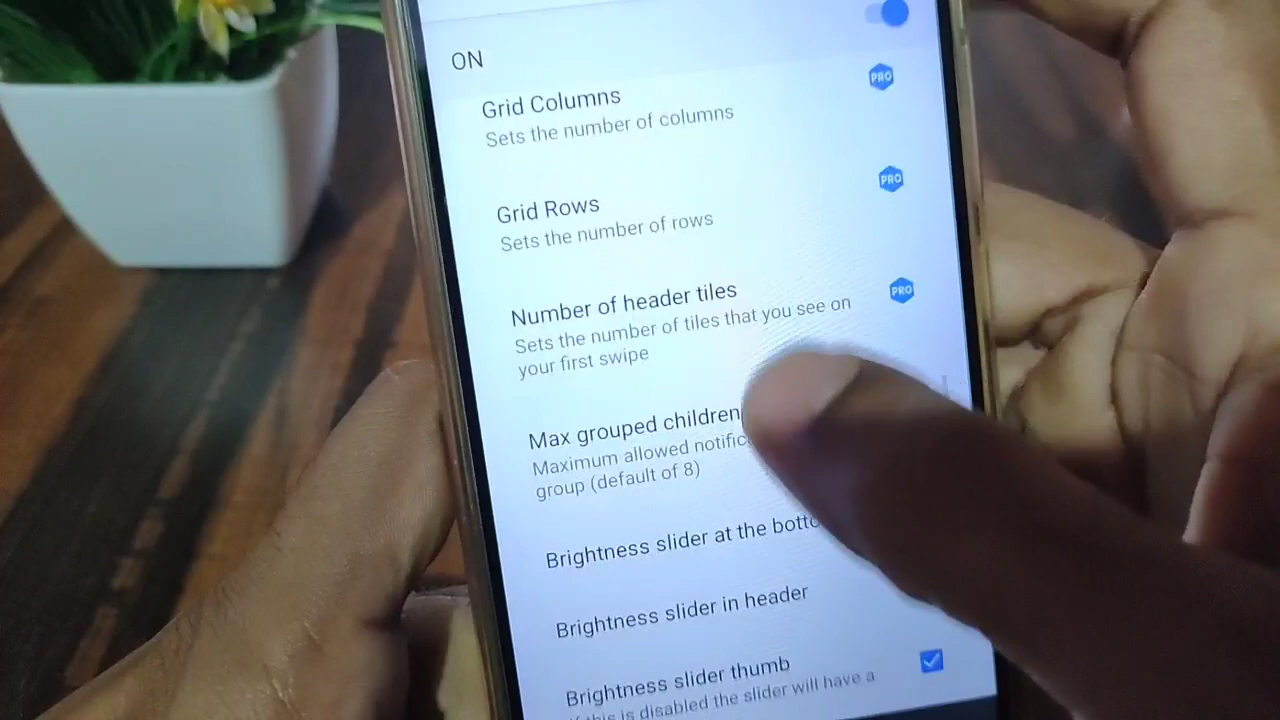 ON
Grid Columns
PRO
Sets the number of columns
Grid Rows
PRO
Sets the number of rows
Number of header tiles
PRO
Sets the number of tiles that you see on
your first swipe
Max grouped children
Maximum allowed
group (default of 8)
Brightness slider at the
Brightness slider in header
Brightness slider thumb
If this is disabled the slider will have a